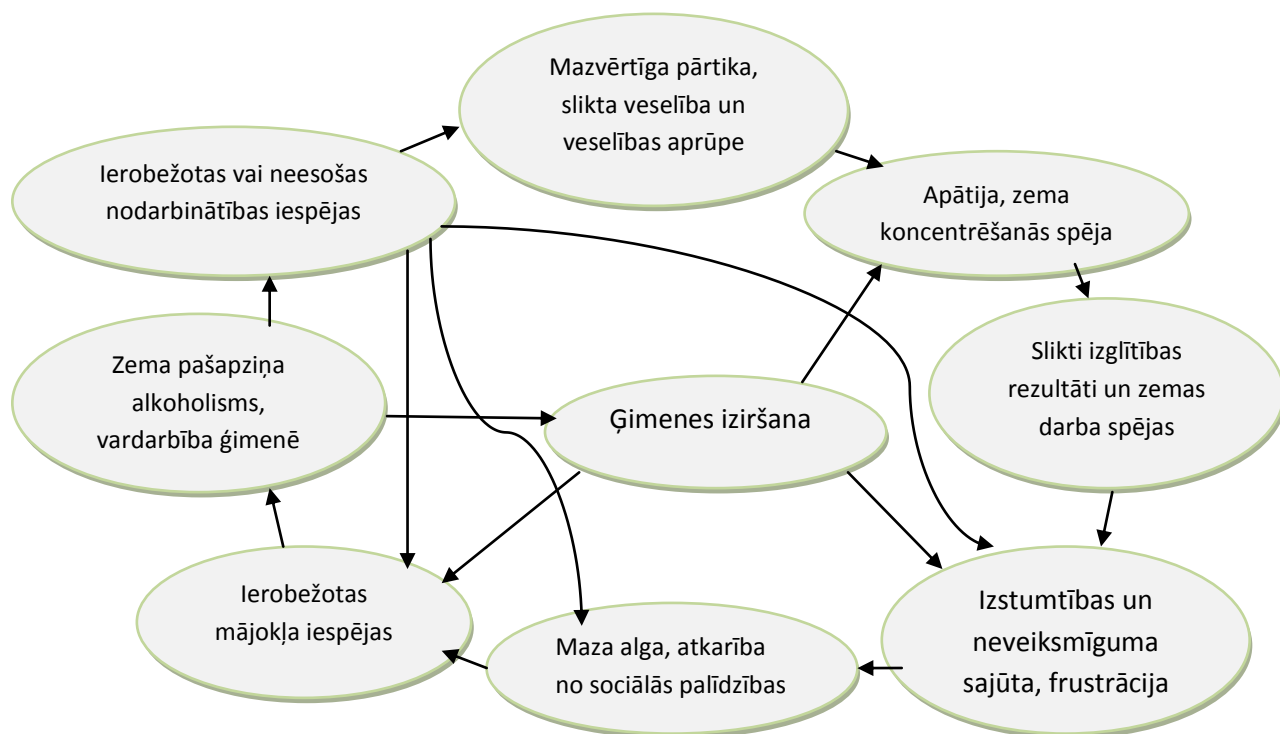 Mazvērtīga pārtika,
slikta veselība un
veselības aprūpe
Ierobežotas vai neesošas
nodarbinātības iespējas
Apātija, zema
koncentrēšanās spēja
Zema pašapziņa
alkoholisms,
vardarbība ģimenē
Ģimenes iziršana
Slikti izglītības
rezultāti un zemas
darba spējas
Ierobežotas
mājokļa iespējas
Maza alga, atkarība
no sociālās palīdzības
Izstumtības un
neveiksmīguma
sajūta, frustrācija